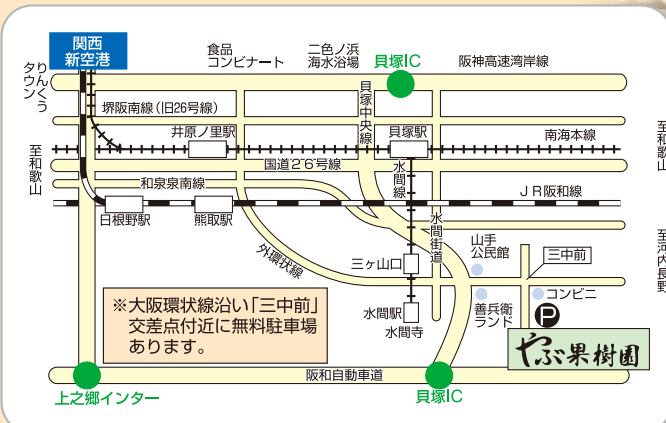 関西
新空港
りんくう
タウン
食品
コンビナート
二色ノ浜
海水浴場
貝塚IC
阪神高速湾岸線
堺阪南線(旧26号線)
貝塚中央線
井原ノ里駅
貝塚駅
南海本線
至和歌山
至和歌山
国道26号線
水間線
和泉泉南線
JR阪和線
日根野駅
熊取駅
水間街道
外環状線
三ヶ山口
山手
公民館
三中前
至河内長野
コンビニ
善兵衛
ランド
水間駅
水間寺
P
※大阪環状線沿い「三中前」
交差点付近に無料駐車場
あります。
やぶ果樹園
阪和自動車道
上之郷インター
貝塚IC